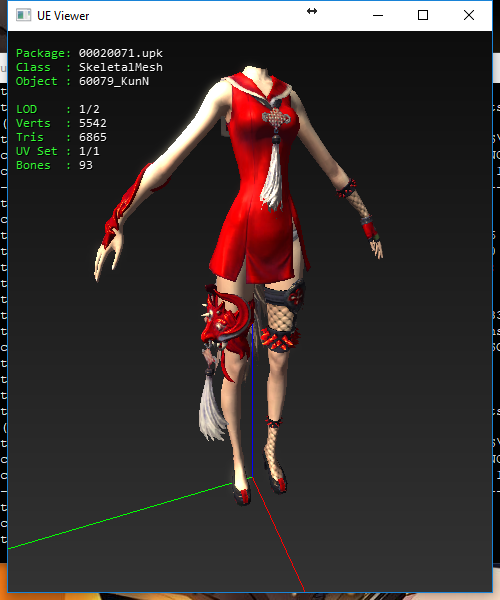 UE Viewer
Package: 00020071.upk
Class : SkeletalMesh
Object : 60079_KunN
LOD : 1/2
Verts : 5542
Tris : 6865
UV Set : 1/1
Bones : 93